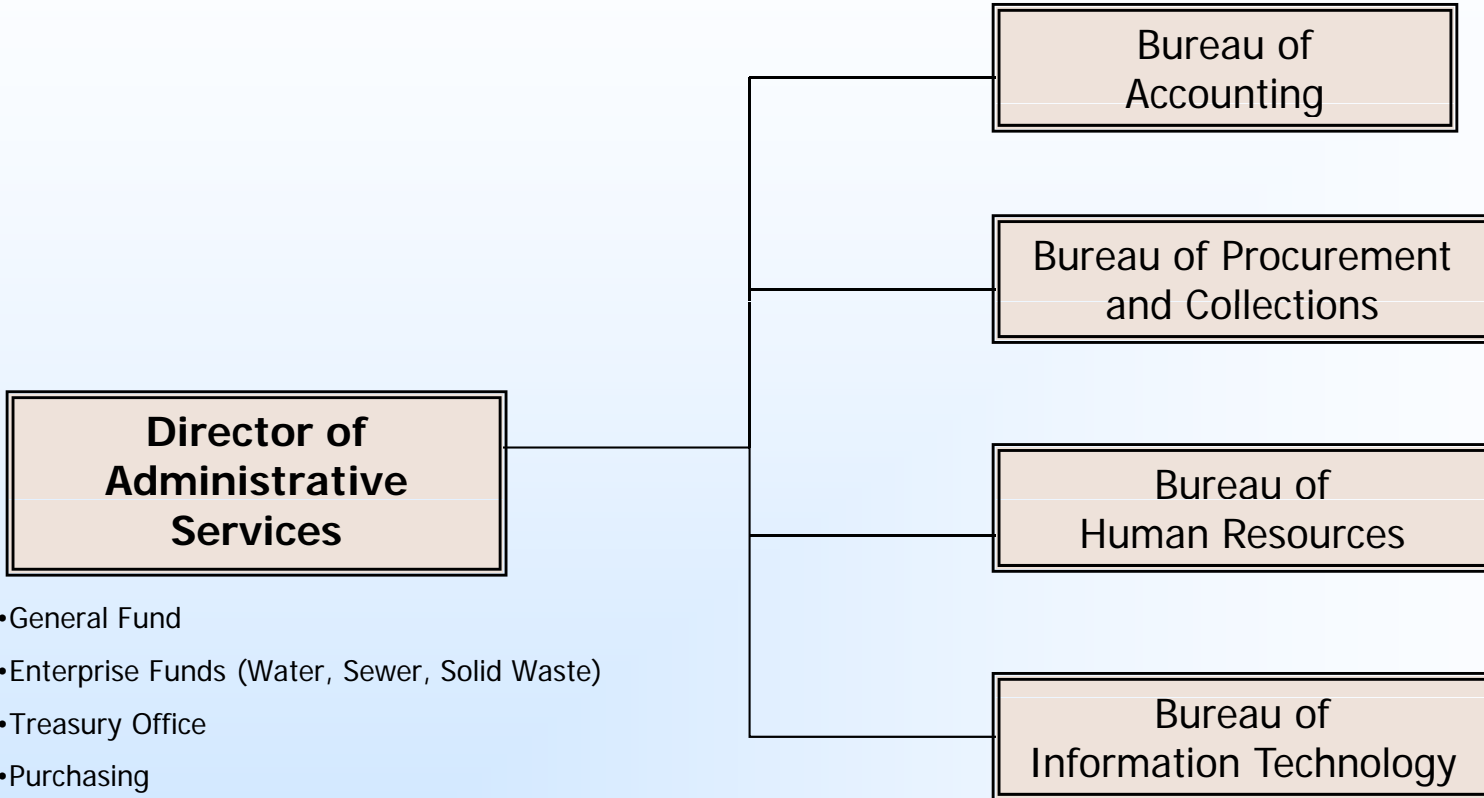 Bureau of
Accounting
Bureau of Procurement
and Collections
Director of
Administrative
Services
Bureau of
Human Resources
•General Fund
•Enterprise Funds (Water, Sewer, Solid Waste)
•Treasury Office
•Purchasing
Bureau of
Information Technology